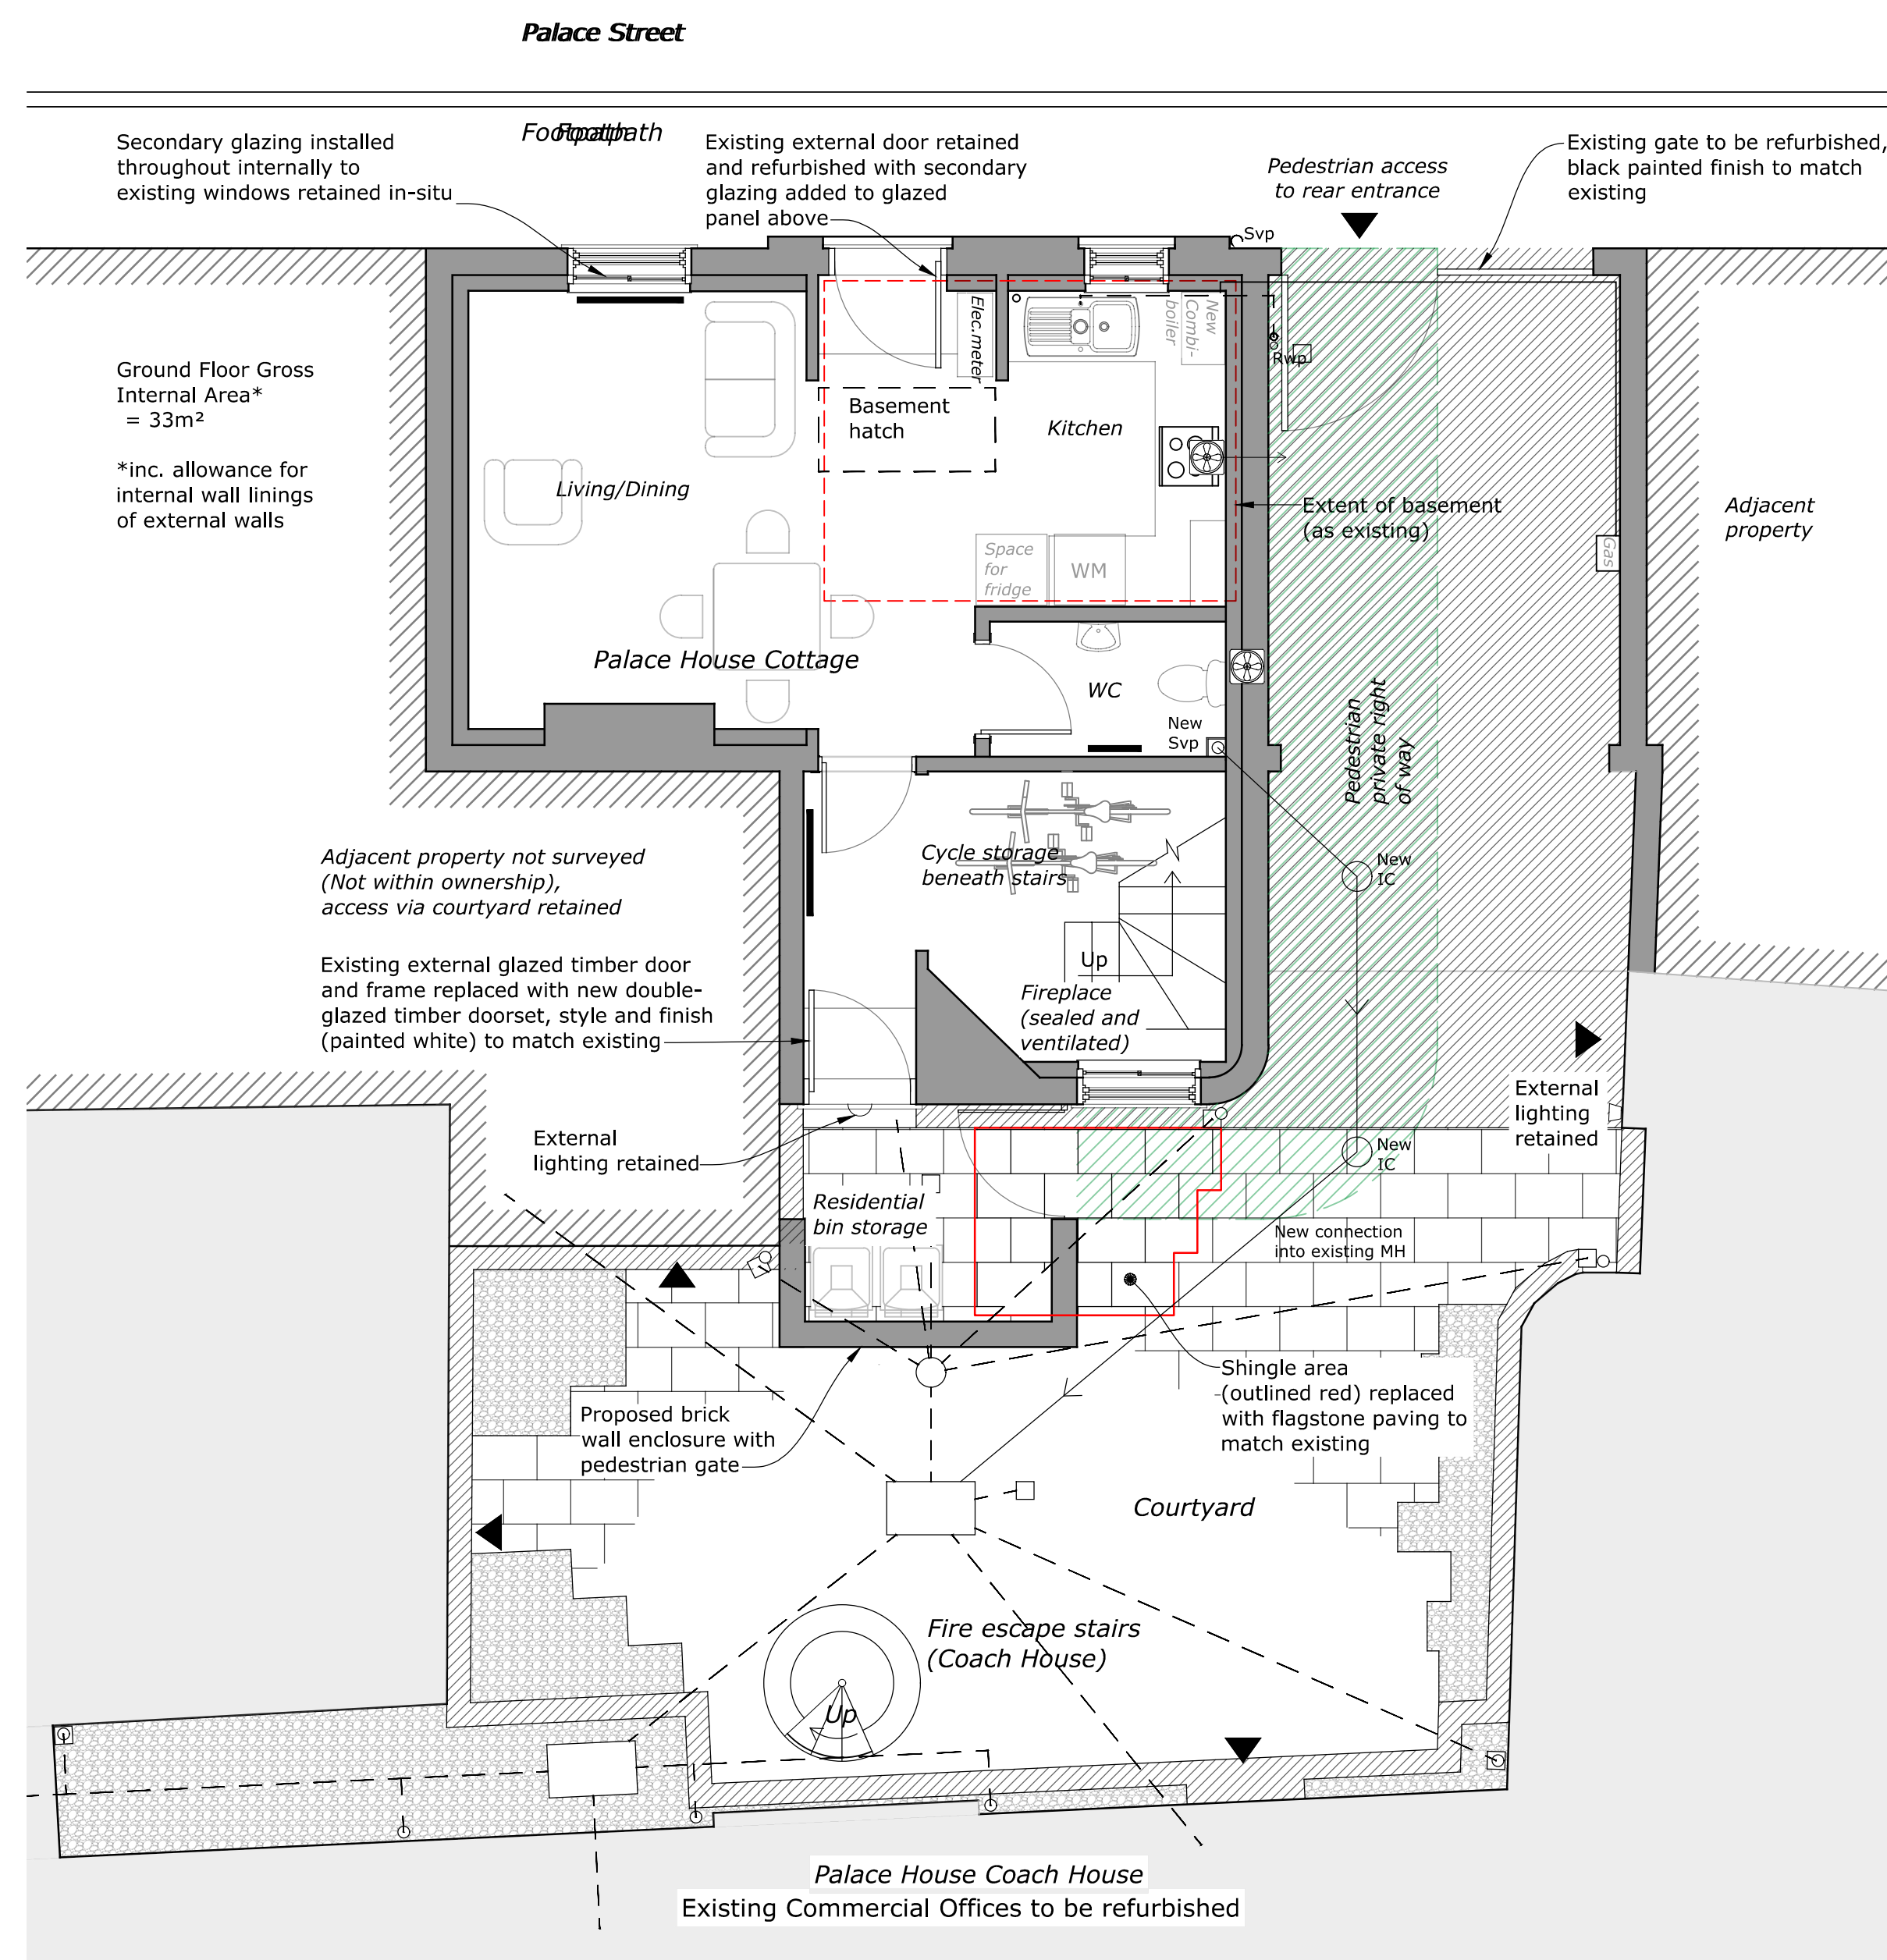 Palace Street
Footpath
Secondary glazing installed
throughout internally to
existing windows retained in-situ
Existing external door retained
and refurbished with secondary
glazing added to glazed
panel above
Pedestrian access
to rear entrance
Existing gate to be refurbished,
black painted finish to match
existing
Svp
Ground Floor Gross
Internal Area*
= 33m²
*inc. allowance for
internal wall linings
of external walls
Elec.meter
New
Combi-
boiler
Rwp
Basement
hatch
Kitchen
Living/Dining
Extent of basement
(as existing)
Adjacent
property
Gas
Space
for
fridge
WM
Palace House Cottage
WC
New
Svp
Pedestrian
private right
of way
Adjacent property not surveyed
(Not within ownership),
access via courtyard retained
Cycle storage
beneath stairs
New
IC
Up
Existing external glazed timber door
and frame replaced with new double-
glazed timber doorset, style and finish
(painted white) to match existing
Fireplace
(sealed and
ventilated)
External
lighting
retained
External
lighting retained
New
IC
Residential
bin storage
New connection
into existing MH
Shingle area
(outlined red) replaced
with flagstone paving to
match existing
Proposed brick
wall enclosure with
pedestrian gate
Courtyard
Fire escape stairs
(Coach House)
Up
Palace House Coach House
Existing Commercial Offices to be refurbished